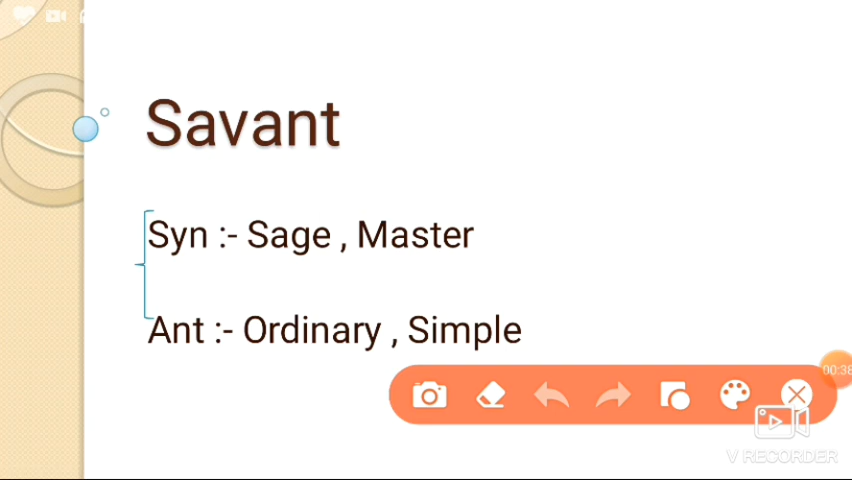 Savant
Syn :- Sage , Master
Ant :- Ordinary , Simple
00:38
V RECORDER